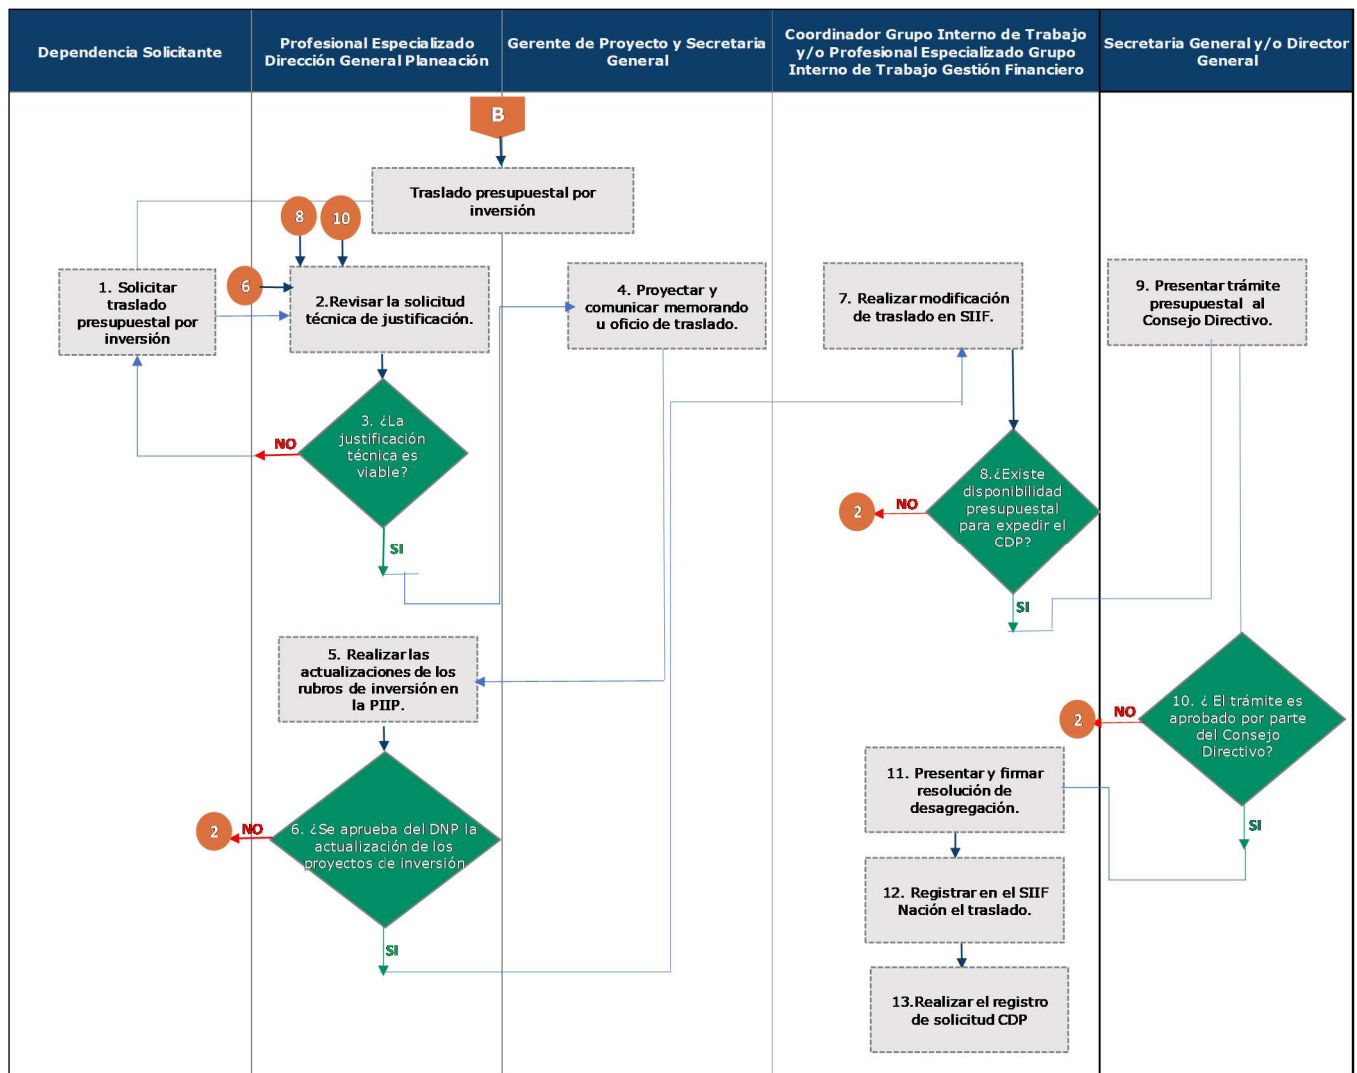 Dependencia Solicitante
Profesional Especializado
Dirección General Planeación
Gerente de Proyecto y Secretaria
General
Coordinador Grupo Interno de Trabajo
y/o Profesional Especializado Grupo
Interno de Trabajo Gestión Financiero
Secretaria General y/o Director
General
B
Traslado presupuestal por
inversión
8
10
6
1. Solicitar
traslado
presupuestal por
inversión
2.Revisar la solicitud
técnica de justificación.
4. Proyectar y
comunicar memorando
u oficio de traslado.
7. Realizar modificación
de traslado en SIIF.
9. Presentar trámite
presupuestal al
Consejo Directivo.
3. ¿La
justificación
técnica es
viable?
NO
SI
8.¿Existe
disponibilidad
presupuestal
para expedir el
CDP?
NO
2
SI
5. Realizar las
actualizaciones de los
rubros de inversión en
la PIIP.
10. ¿ El trámite es
aprobado por parte
del Consejo
Directivo?
NO
2
SI
11. Presentar y firmar
resolución de
desagregación.
6. ¿Se aprueba del DNP la
actualización de los
proyectos de inversión
NO
2
SI
12. Registrar en el SIIF
Nación el traslado.
13.Realizar el registro
de solicitud CDP